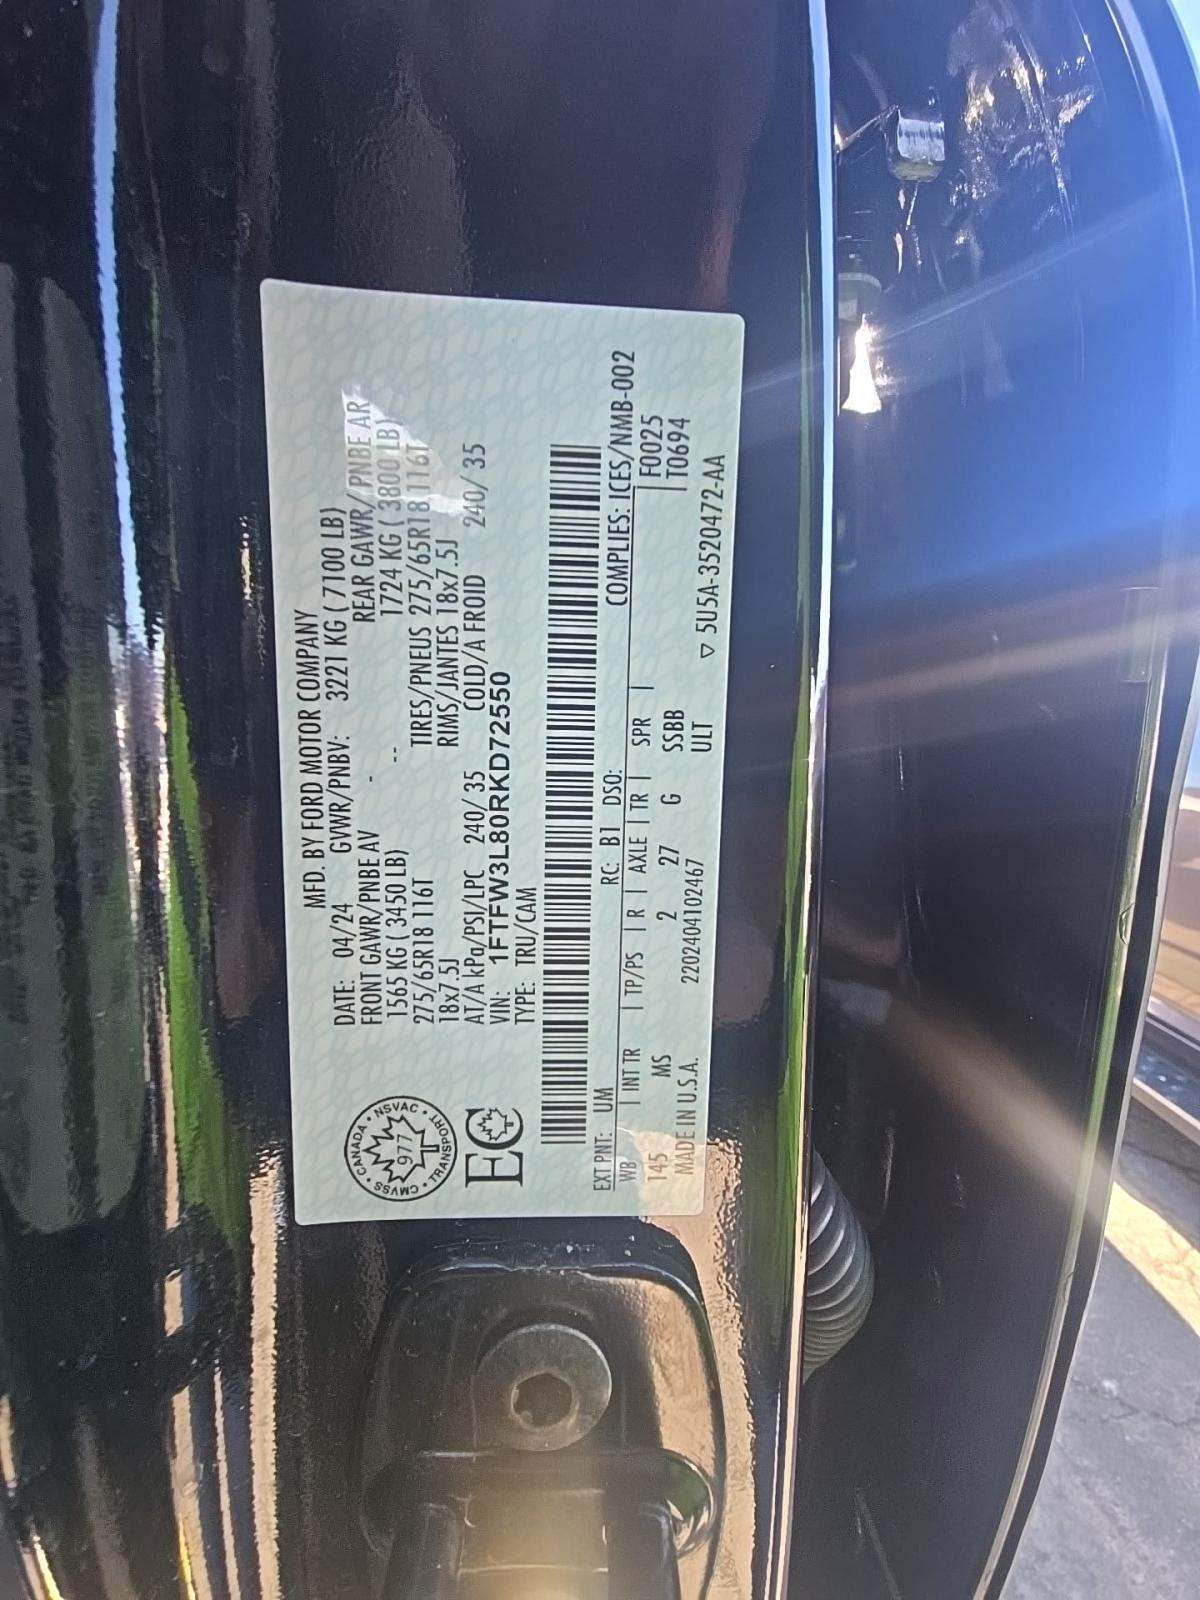 MFD. BY FORD MOTOR COMPANY
DATE: 04/24 GVWR/PNBV: 3221 KG ( 7100 LB)
FRONT GAWR/PNBE AV - REAR GAWR/PNBE AR
1565 KG ( 3450 LB) -- 1724 KG ( 3800 LB)
275/65R18 116T TIRES/PNEUS 275/65R18 116T
18x7.5J RIMS/JANTES 18x7.5J
AT/A kPa/PSI/LPC 240/ 35 COLD/A FROID 240/ 35
VIN: 1FTFW3L80RKD72550
TYPE: TRU/CAM
CANADA • NSVAC • TRANSPORT • CMVSS •
977
EC
EXT PNT: UM RC: B1 DSO: COMPLIES: ICES/NMB-002
WB | INT TR | TP/PS | R | AXLE | TR | SPR | F0025
145 MS 2 27 G SSBB | T0694
MADE IN U.S.A. 220240410246 7 ULT ▽ 5U5A-3520472-AA